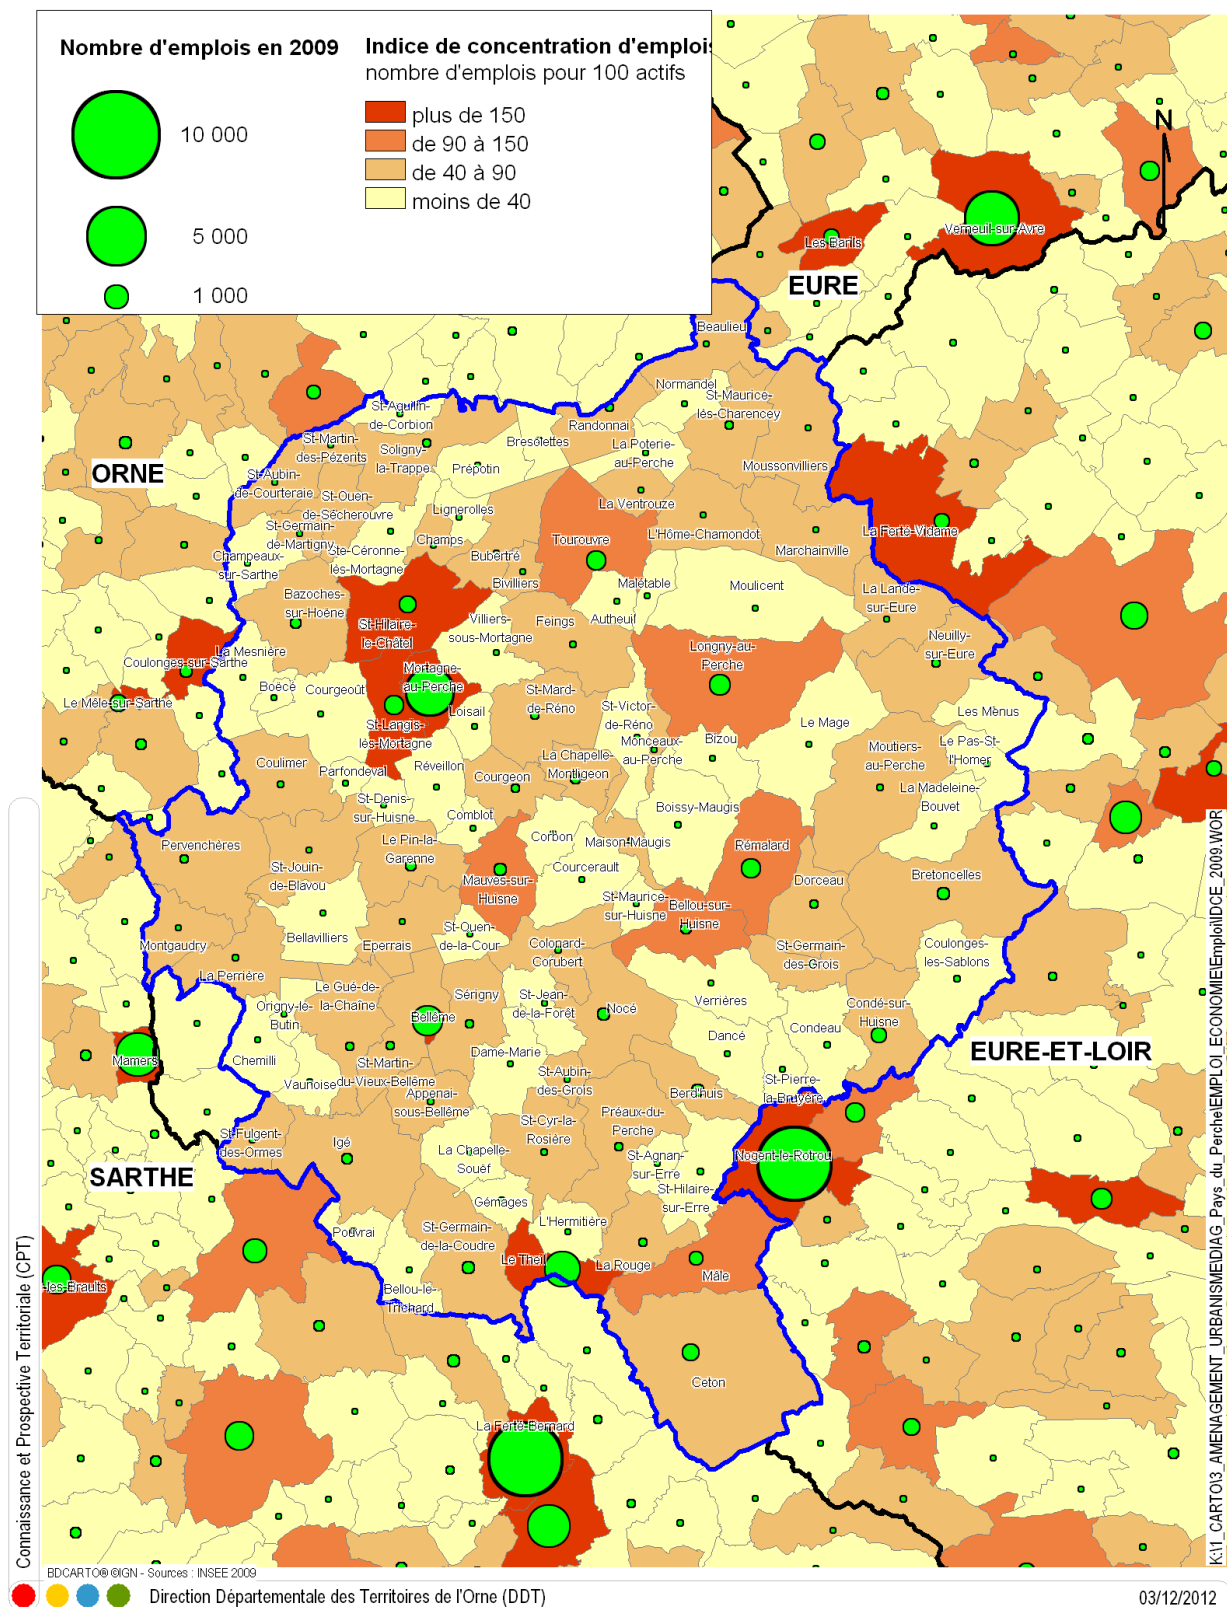 Nombre d'emplois en 2009
10 000
5 000
1 000
Indice de concentration d'emplois
nombre d'emplois pour 100 actifs
plus de 150
de 90 à 150
de 40 à 90
moins de 40
N
Verneuil-sur-Avre
Les Barils
EURE
Beaulieu
Normandel
St-Maurice-
lés-Charencey
St-Aquilin-
de-Corbion
Randonnai
Bresolettes
La Poterie-
au-Perche
St-Martin-
des-Pézerits
Soligny-
la-Trappe
Prépotin
Moussonvilliers
ORNE
St-Aubin-
de-Courteraie
St-Ouen-
de-Sécherouvre
Lignerolles
La Ventrouze
St-Germain-
de-Martigny
Champs
Tourouvre
L'Hôme-Chamondot
La Ferté-Vidame
Champeaux-
sur-Sarthe
Ste-Céronne-
lès-Mortagne
Bubertré
Marchainville
Bivilliers
Malétable
Moulicent
Bazoches-
sur-Hoëne
La Lande-
sur-Eure
St-Hilaire-
le-Châtel
Villiers-
sous-Mortagne
Feings
Autheuil
Neuilly-
sur-Eure
La Mesnière
Coulonges-sur-Sarthe
Longny-au-
Perche
Mortagne-
au-Perche
Boëcé
Courgeoût
St-Mard-
de-Réno
Le Mêle-sur-Sarthe
Loisail
St-Victor-
de-Réno
Les Menus
St-Langis-
lès-Mortagne
Le Mage
Monceaux-
au-Perche
Bizou
Le Pas-St-
l'Homer
Moutiers-
au-Perche
Coulimer
Parfondeval
Réveillon
La Chapelle-
Montligeon
Courgeon
La Madeleine-
Bouvet
St-Denis-
sur-Huisne
Boissy-Maugis
Comblot
Corbon
Pervenchères
Le Pin-la-
Garenne
Maison-Maugis
Rémalard
St-Jouin-
de-Blavou
Courcerault
Mauves-sur-
Huisne
Dorceau
Bretoncelles
St-Maurice-
sur-Huisne
Bellou-sur-
Huisne
Montgaudry
Bellavilliers
Eperrais
St-Ouen-
de-la-Cour
Colonard-
Corubert
St-Germain-
des-Grois
Coulonges-
les-Sablons
La Perrière
Le Gué-de-
la-Chaîne
Sérigny
St-Jean-
de-la-Forêt
Verrières
Origny-le-
Butin
Bellême
Nocé
Condé-sur-
Huisne
Dancé
Condeau
Mamers
Chemilli
Dame-Marie
EURE-ET-LOIR
St-Martin-
du-Vieux-Bellême
Vaunoise
St-Aubin-
des-Grois
St-Pierre-
la-Bruyère
Appenai-
sous-Bellême
Berd'huis
St-Fulgent-
des-Ormes
Igé
St-Cyr-la-
Rosière
Préaux-du-
Perche
La Chapelle-
Souëf
St-Agnan-
sur-Erre
Nogent-le-Rotrou
SARTHE
St-Hilaire-
sur-Erre
Gémages
Pouvrai
St-Germain-
de-la-Coudre
L'Hermitière
Le Theil
La Rouge
Mâle
-les-Braults
Bellou-le-
Trichard
Ceton
La Ferté-Bernard
Connaissance et Prospective Territoriale (CPT)
K:\1_CARTO\3_AMENAGEMENT_URBANISME\DIAG_Pays_du_Perche\EMPLOI_ECONOMIE\Emploi\IDCE_2009.WOR
BDCARTO® ©IGN - Sources : INSEE 2009
Direction Départementale des Territoires de l'Orne (DDT)
03/12/2012